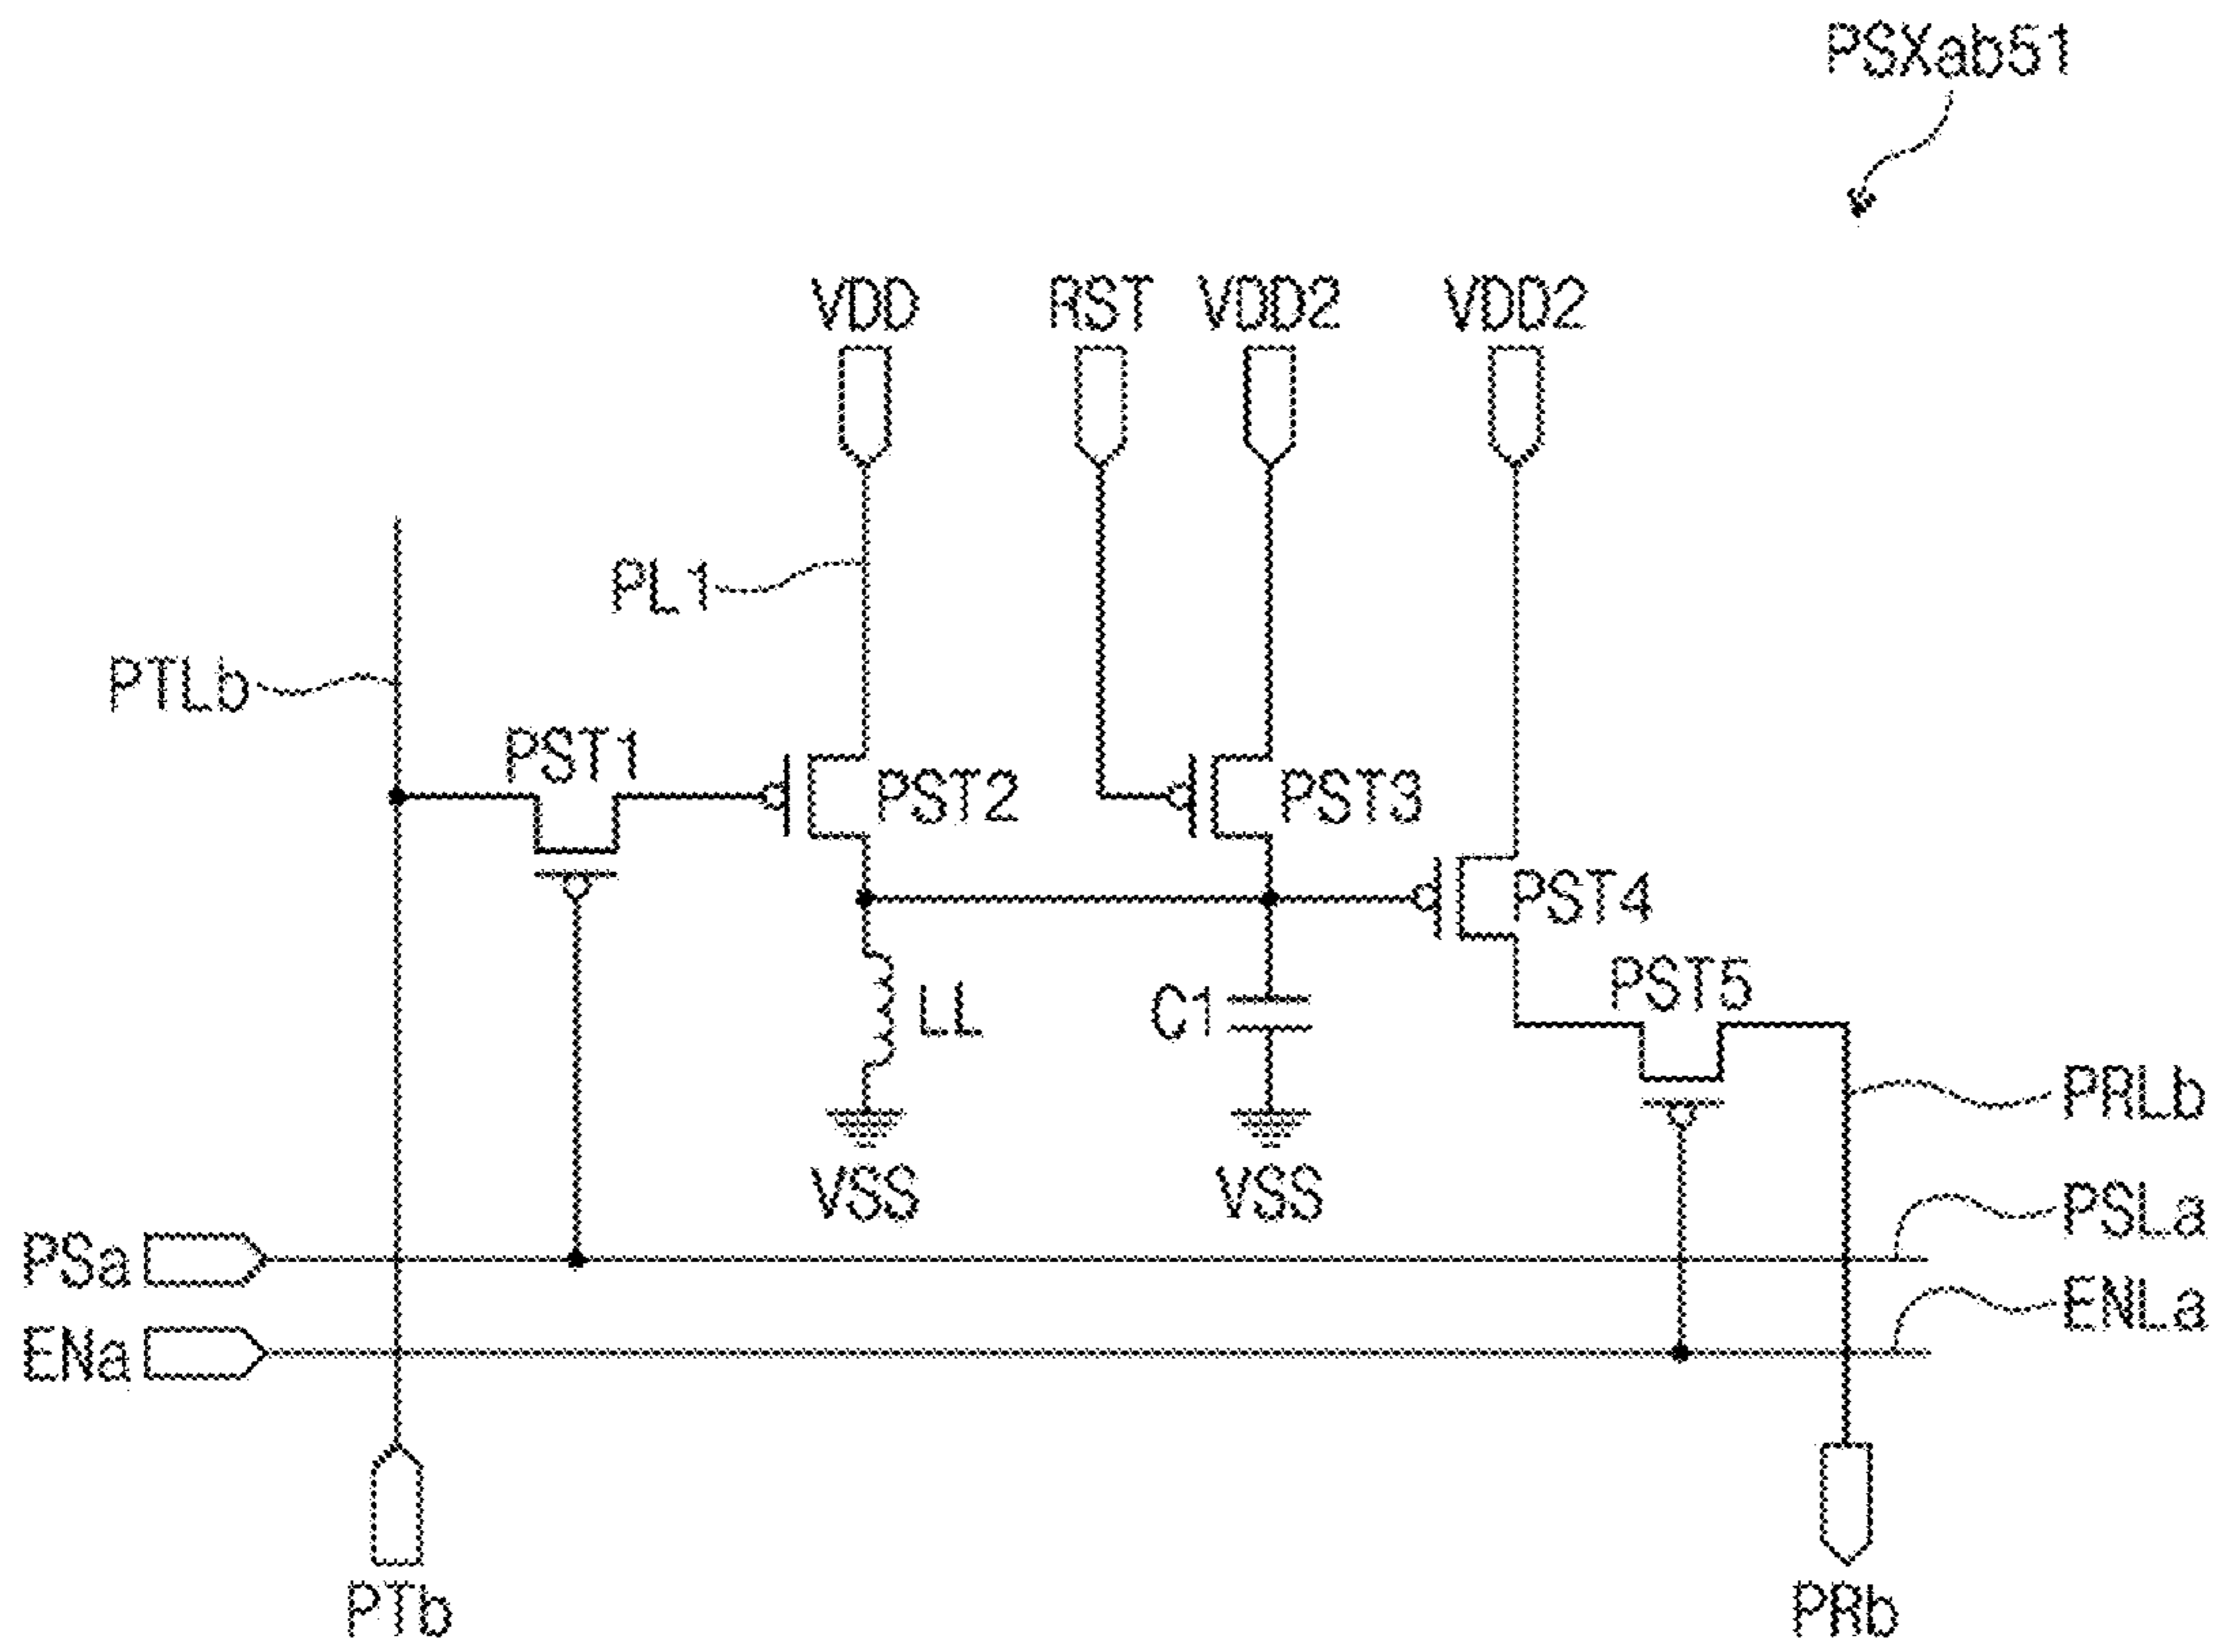 PSXab51
VDD
RST
VDD2
VDD2
PL1
PTLb
PST1
PST2
PST3
PST4
PST5
LL
C1
PRLb
VSS
VSS
PSLa
PSa
ENLa
ENa
PTb
PRb